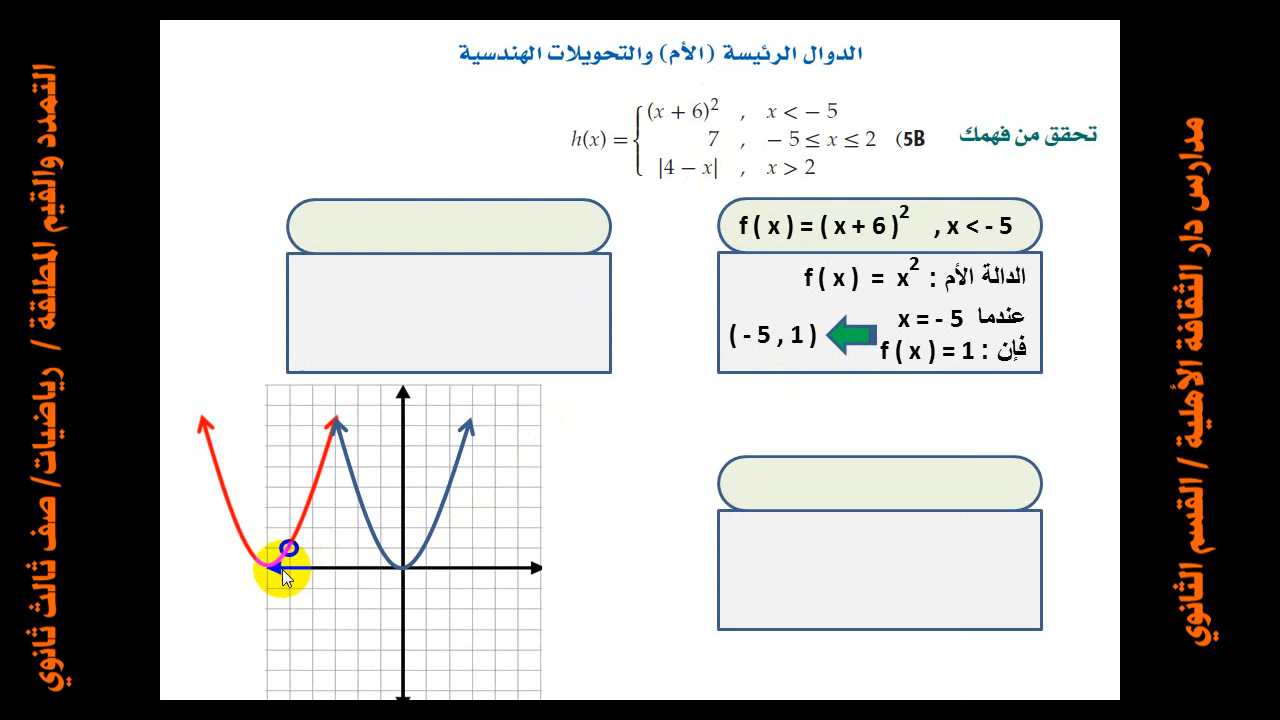 الدوال الرئيسة (الأم) والتحويلات الهندسية
تحقق من فهمك
(5B
h(x) = { (x + 6)² , x < − 5
7 , − 5 ≤ x ≤ 2
|4 − x| , x > 2
f ( x ) = ( x + 6 )² , x < - 5
الدالة الأم : f ( x ) = x²
عندما x = - 5
فإن : f ( x ) = 1
( - 5 , 1 )
مدارس دار الثقافة الأهلية / القسم الثانوي
التمدد والقيم المطلقة / رياضيات/ صف ثالث ثانوي